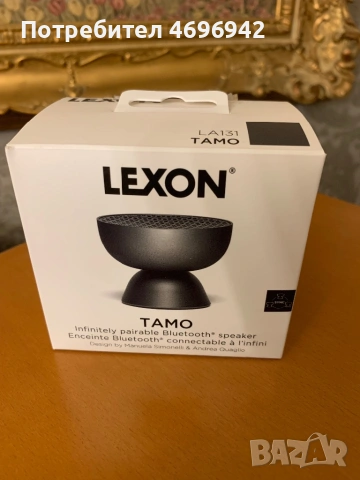 Потребител 4696942
LA131
TAMO
LEXON®
TAMO
Infinitely pairable Bluetooth® speaker
Enceinte Bluetooth® connectable à l'infini
Design by Manuela Simonelli & Andrea Quaglio
BAZAR